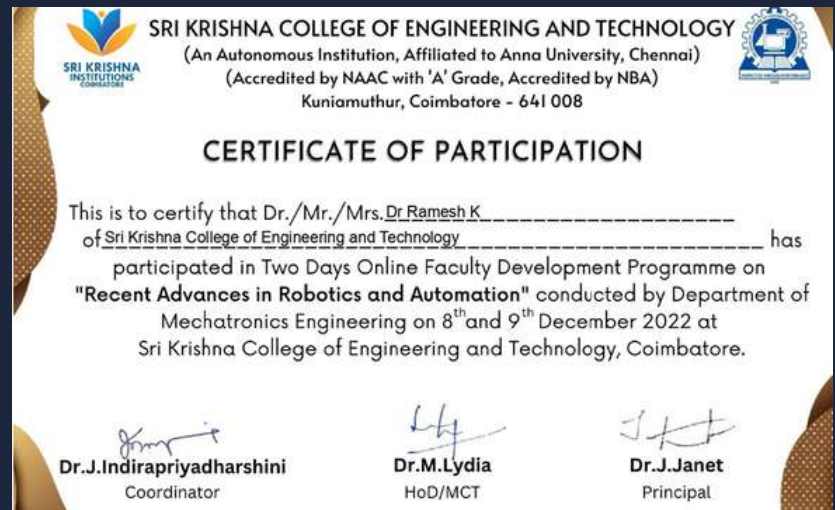 SRI KRISHNA COLLEGE OF ENGINEERING AND TECHNOLOGY
(An Autonomous Institution, Affiliated to Anna University, Chennai)
(Accredited by NAAC with 'A' Grade, Accredited by NBA)
Kuniamuthur, Coimbatore - 641 008
SRI KRISHNA
INSTITUTIONS
COIMBATORE
CERTIFICATE OF PARTICIPATION
This is to certify that Dr./Mr./Mrs. Dr Ramesh K
of Sri Krishna College of Engineering and Technology has
participated in Two Days Online Faculty Development Programme on
"Recent Advances in Robotics and Automation" conducted by Department of
Mechatronics Engineering on 8th and 9th December 2022 at
Sri Krishna College of Engineering and Technology, Coimbatore.
Dr.J.Indirapriyadharshini
Coordinator
Dr.M.Lydia
HoD/MCT
Dr.J.Janet
Principal